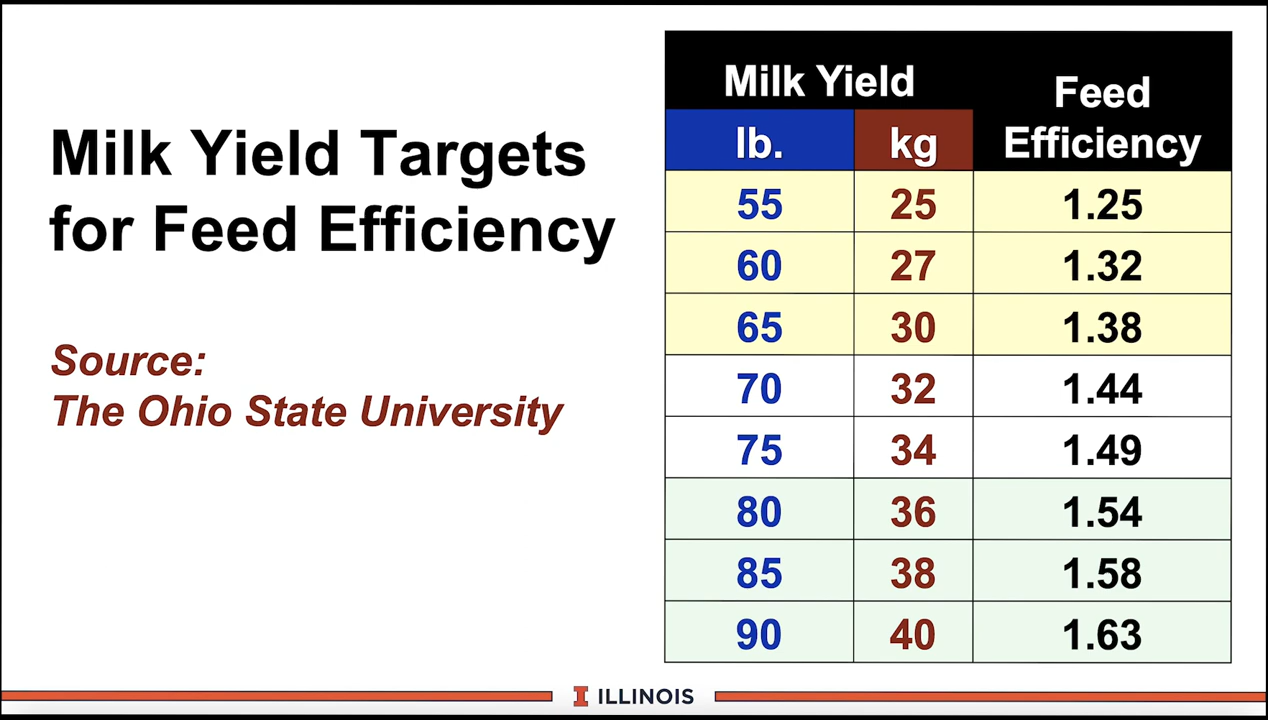 Milk Yield Targets
for Feed Efficiency
Source:
The Ohio State University
Milk Yield Feed Efficiency
lb. kg
55 25 1.25
60 27 1.32
65 30 1.38
70 32 1.44
75 34 1.49
80 36 1.54
85 38 1.58
90 40 1.63
I ILLINOIS